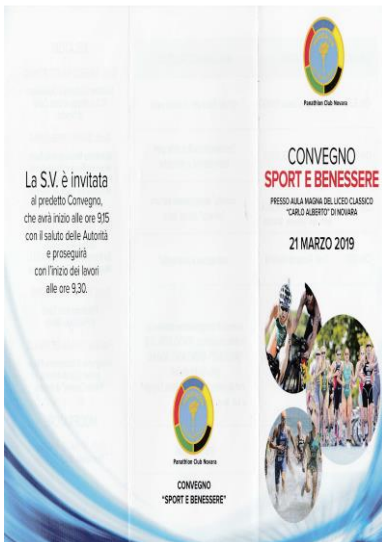 La S.V. è invitata
al predetto Convegno,
che avrà inizio alle ore 9,15
con il saluto delle Autorità
e proseguirà
con l'inizio dei lavori
alle ore 9,30.
Panathlon Club Novara
CONVEGNO
"SPORT E BENESSERE"
Panathlon Club Novara
CONVEGNO
SPORT E BENESSERE
PRESSO AULA MAGNA DEL LICEO CLASSICO
"CARLO ALBERTO" DI NOVARA
21 MARZO 2019